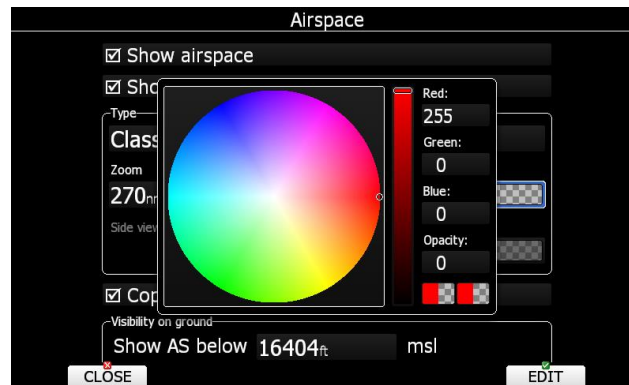 Airspace
Show airspace
Sho
Type
Class
Zoom
270
Side view
Red:
255
Green:
0
Blue:
0
Opacity:
0
Cop
Visibility on ground
Show AS below 16404ft msl
CLOSE
EDIT